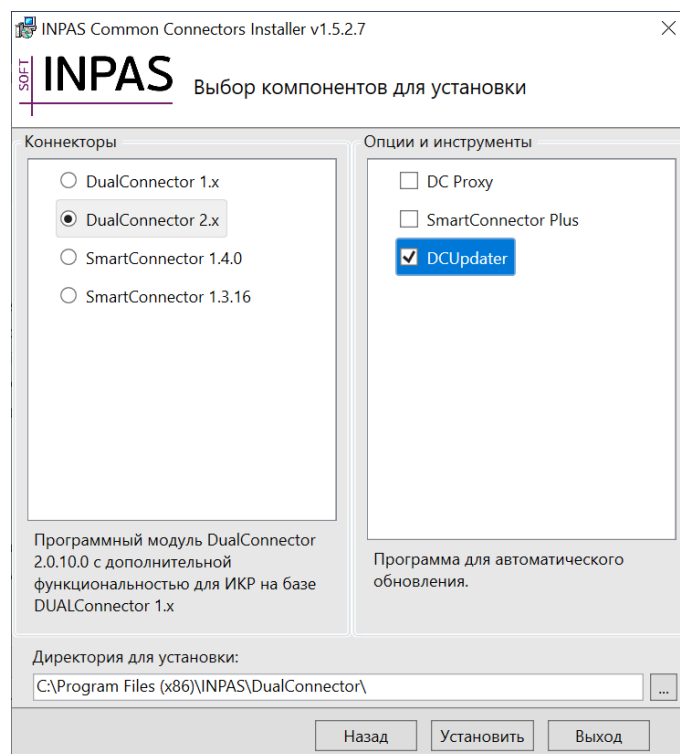 INPAS Common Connectors Installer v1.5.2.7
SOFT INPAS
Выбор компонентов для установки
Коннекторы
DualConnector 1.x
DualConnector 2.x
SmartConnector 1.4.0
SmartConnector 1.3.16
Программный модуль DualConnector
2.0.10.0 с дополнительной
функциональностью для ИКР на базе
DUALConnector 1.x
Опции и инструменты
DC Proxy
SmartConnector Plus
DCUpdater
Программа для автоматического
обновления.
Директория для установки:
C:\Program Files (x86)\INPAS\DualConnector\
...
Назад
Установить
Выход